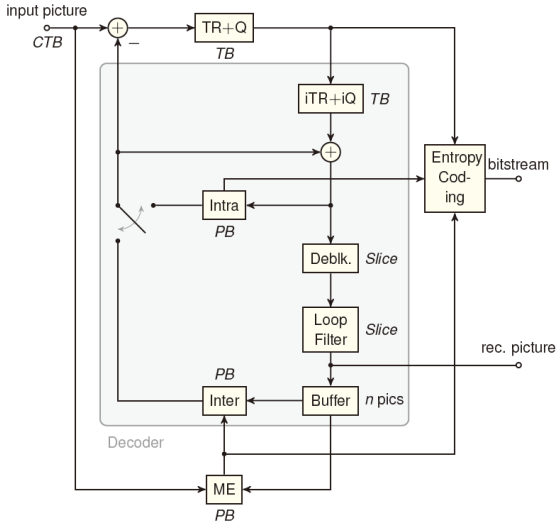 input picture
CTB
+
−
TR+Q
TB
iTR+iQ
TB
+
Entropy
Cod-
ing
bitstream
Intra
PB
Deblk.
Slice
Loop
Filter
Slice
rec. picture
PB
Inter
Buffer
n pics
Decoder
ME
PB